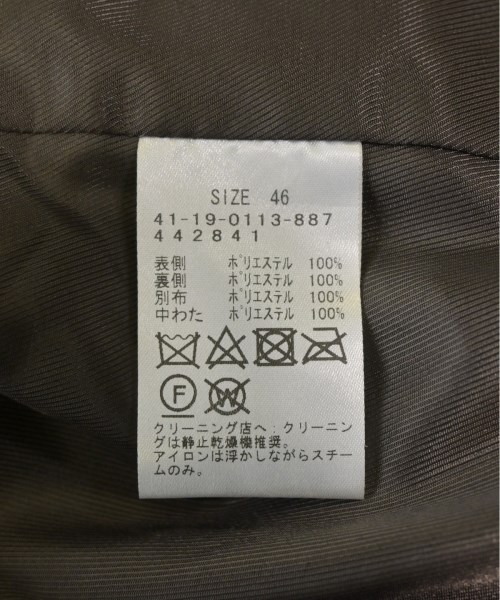 SIZE 46
41-19-0113-887
442841
表側 ポリエステル 100%
裏側 ポリエステル 100%
別布 ポリエステル 100%
中わた ポリエステル 100%
F W
クリーニング店へ:クリーニン
グは静止乾燥機推奨。
アイロンは浮かしながらスチー
ムのみ。